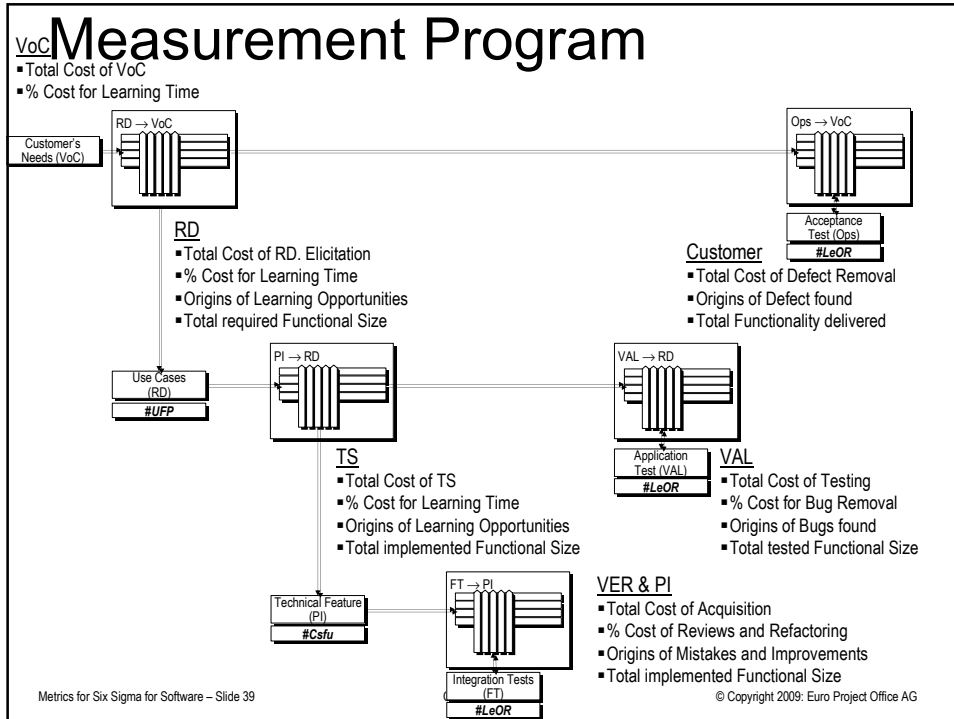 Measurement Program
VoC
▪Total Cost of VoC
▪% Cost for Learning Time
RD → VoC
Ops → VoC
Customer's
Needs (VoC)
Acceptance
Test (Ops)
#LeOR
RD
▪Total Cost of RD. Elicitation
▪% Cost for Learning Time
▪Origins of Learning Opportunities
▪Total required Functional Size
Customer
▪Total Cost of Defect Removal
▪Origins of Defect found
▪Total Functionality delivered
PI → RD
VAL → RD
Use Cases
(RD)
#UFP
Application
Test (VAL)
#LeOR
TS
▪Total Cost of TS
▪% Cost for Learning Time
▪Origins of Learning Opportunities
▪Total implemented Functional Size
VAL
▪Total Cost of Testing
▪% Cost for Bug Removal
▪Origins of Bugs found
▪Total tested Functional Size
FT → PI
Technical Feature
(PI)
#Csfu
VER & PI
▪Total Cost of Acquisition
▪% Cost of Reviews and Refactoring
▪Origins of Mistakes and Improvements
▪Total implemented Functional Size
Integration Tests
(FT)
#LeOR
Metrics for Six Sigma for Software – Slide 39
© Copyright 2009: Euro Project Office AG